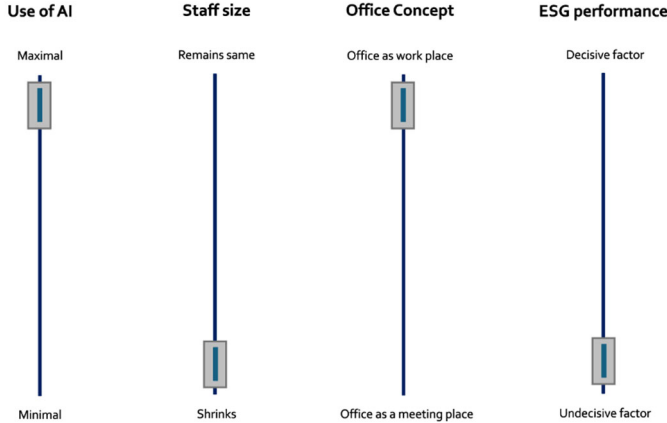 Use of AI
Staff size
Office Concept
ESG performance
Maximal
Remains same
Office as work place
Decisive factor
Minimal
Shrinks
Office as a meeting place
Undecisive factor